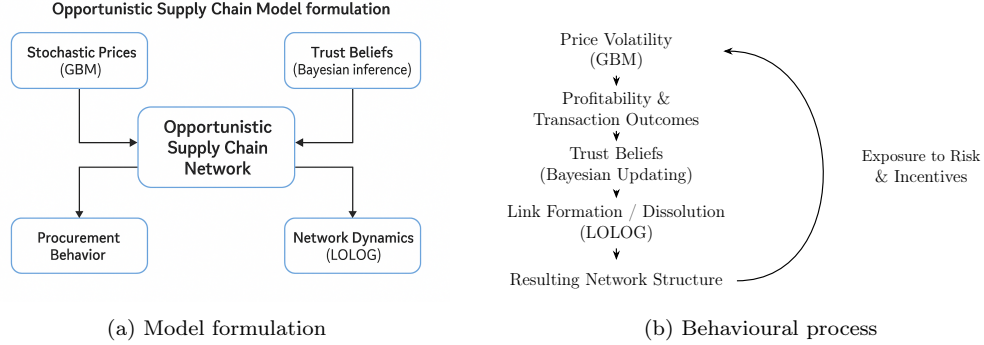 Opportunistic Supply Chain Model formulation
Stochastic Prices
(GBM)
Trust Beliefs
(Bayesian inference)
Opportunistic
Supply Chain
Network
Procurement
Behavior
Network Dynamics
(LOLOG)
(a) Model formulation
Price Volatility
(GBM)
Profitability &
Transaction Outcomes
Trust Beliefs
(Bayesian Updating)
Link Formation / Dissolution
(LOLOG)
Resulting Network Structure
Exposure to Risk
& Incentives
(b) Behavioural process